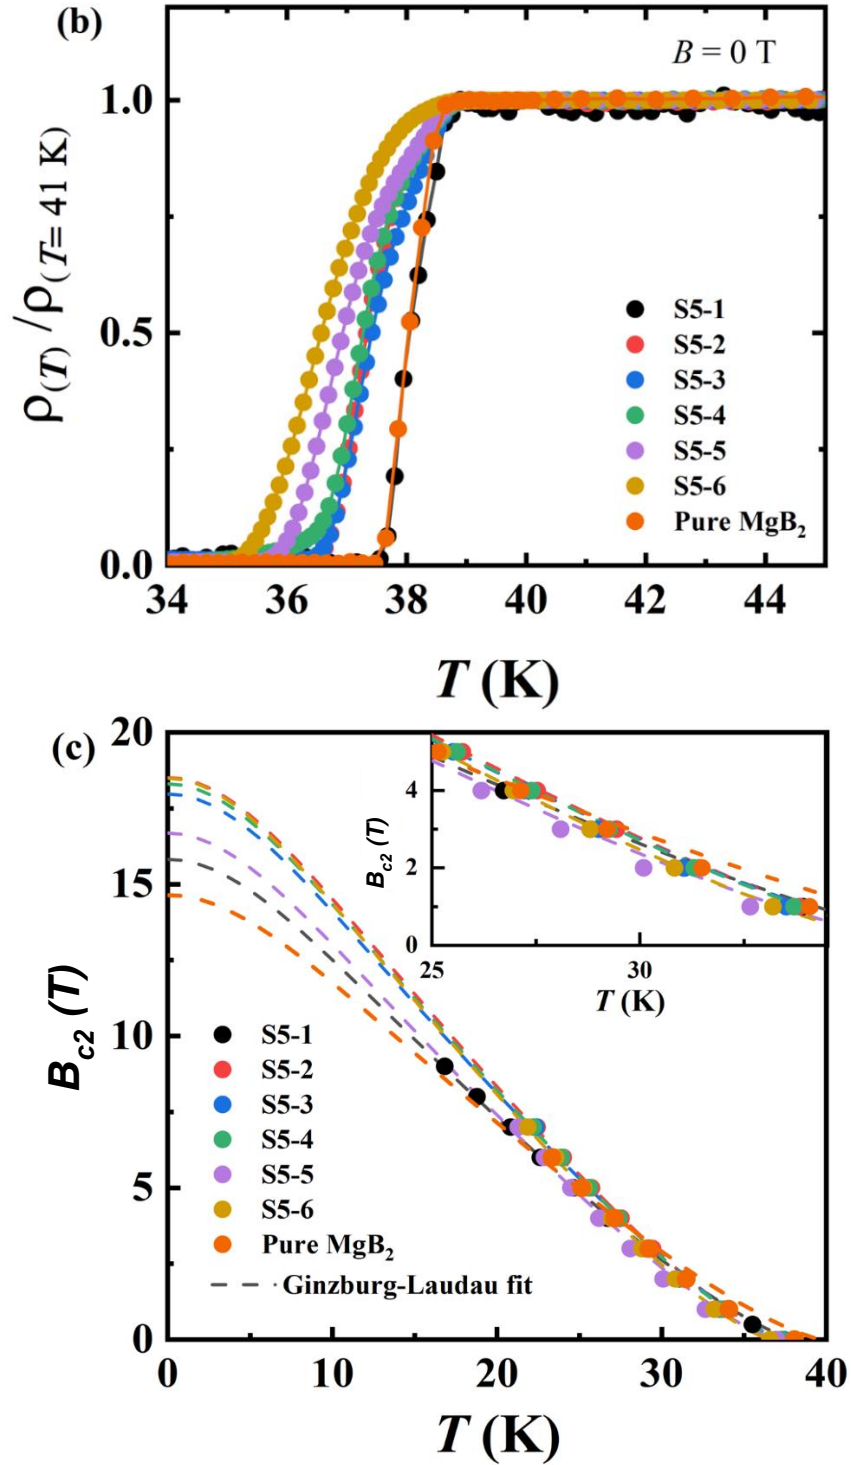 (b)
B = 0 T
1.0
0.5
0.0
ρ(T) /ρ(T= 41 K)
S5-1
S5-2
S5-3
S5-4
S5-5
S5-6
Pure MgB₂
34 36 38 40 42 44
T (K)
(c)
20
15
10
5
0
Bc2 (T)
4
2
0
Bc2 (T)
25 30
T (K)
S5-1
S5-2
S5-3
S5-4
S5-5
S5-6
Pure MgB₂
Ginzburg-Laudau fit
0 10 20 30 40
T (K)